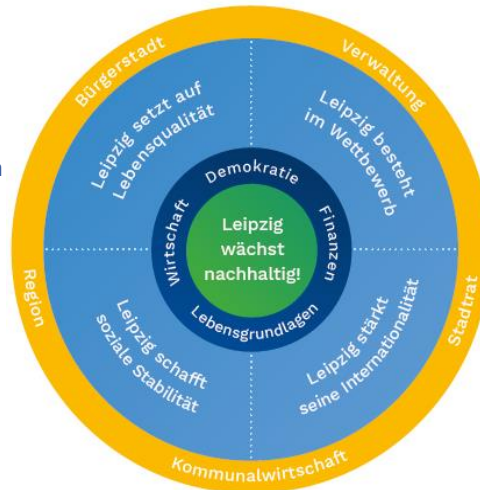 Bürgerstadt
Verwaltung
Leipzig setzt auf
Lebensqualität
Leipzig besteht
im Wettbewerb
Demokratie
Wirtschaft
Finanzen
Leipzig
wächst
nachhaltig!
Lebensgrundlagen
Region
Stadtrat
Leipzig schafft
soziale Stabilität
Leipzig stärkt
seine Internationalität
Kommunalwirtschaft